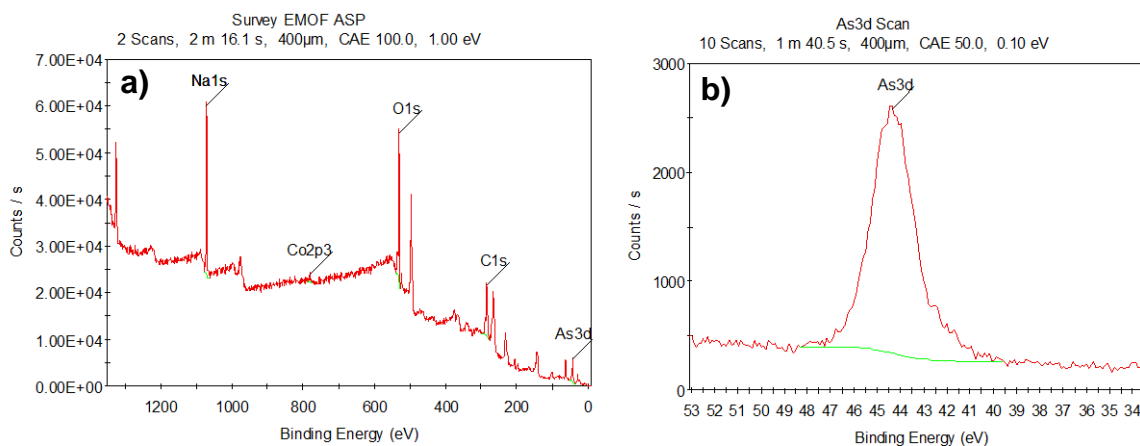 Survey EMOF ASP
2 Scans, 2 m 16.1 s, 400µm, CAE 100.0, 1.00 eV
a)
7.00E+04
6.00E+04
5.00E+04
4.00E+04
3.00E+04
2.00E+04
1.00E+04
0.00E+00
Counts / s
Na1s
O1s
Co2p3
C1s
As3d
1200 1000 800 600 400 200 0
Binding Energy (eV)
As3d Scan
10 Scans, 1 m 40.5 s, 400µm, CAE 50.0, 0.10 eV
b)
3000
2000
1000
0
Counts / s
As3d
53 52 51 50 49 48 47 46 45 44 43 42 41 40 39 38 37 36 35 34
Binding Energy (eV)